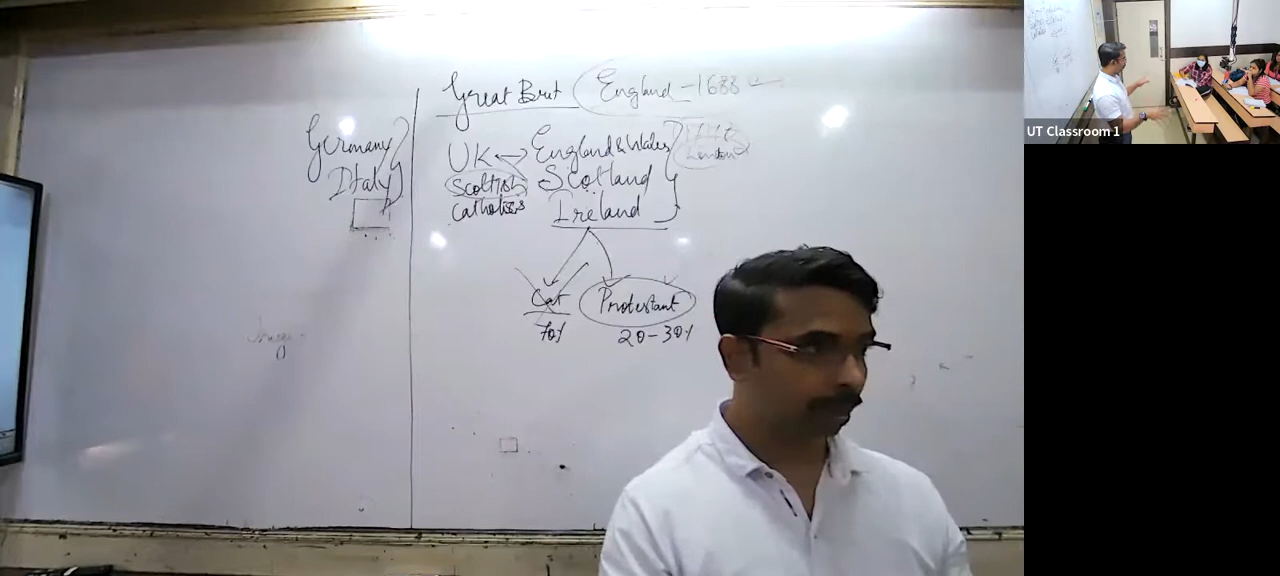 Germany
Italy
Great Brit England - 1688
UK England & Wales
Scottish Scotland
Catholics Ireland
London
Cat Protestant
70% 20-30%
UT Classroom 1